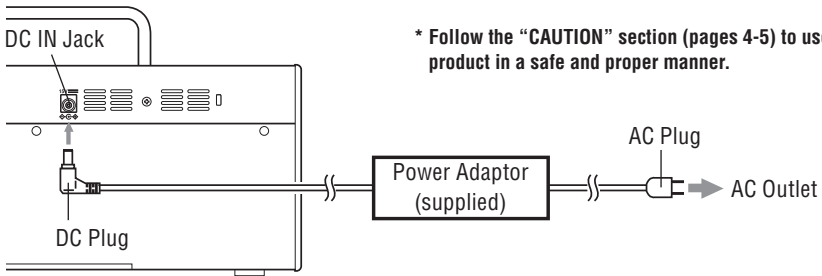 DC IN Jack
* Follow the “CAUTION” section (pages 4-5) to use
product in a safe and proper manner.
AC Plug
Power Adaptor
(supplied)
AC Outlet
DC Plug